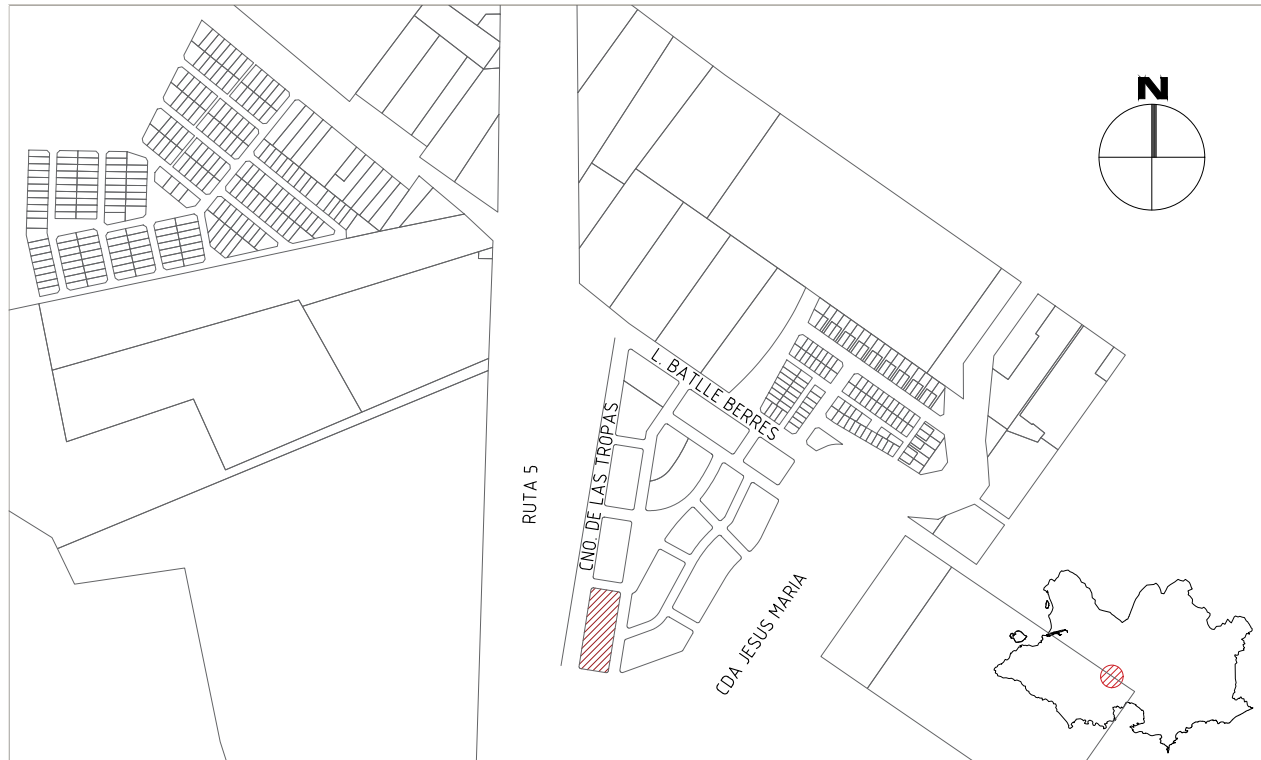 N
L. BATLLE BERRES
CNO. DE LAS TROPAS
RUTA 5
CDA JESUS MARIA